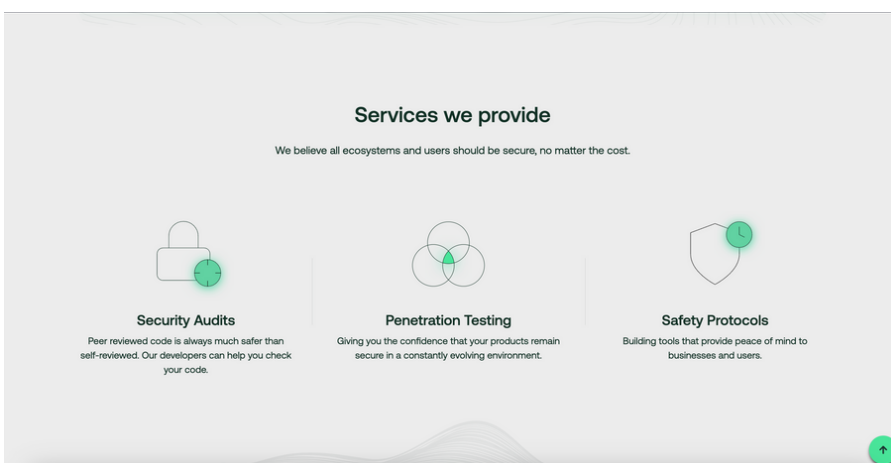 Services we provide
We believe all ecosystems and users should be secure, no matter the cost.
Security Audits
Peer reviewed code is always much safer than
self-reviewed. Our developers can help you check
your code.
Penetration Testing
Giving you the confidence that your products remain
secure in a constantly evolving environment.
Safety Protocols
Building tools that provide peace of mind to
businesses and users.